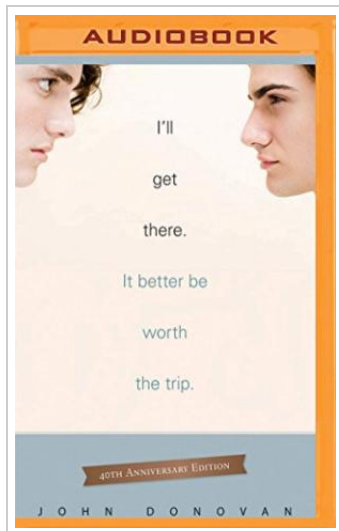 AUDIOBOOK
I'll
get
there.
It better be
worth
the trip.
40TH ANNIVERSARY EDITION
JOHN DONOVAN